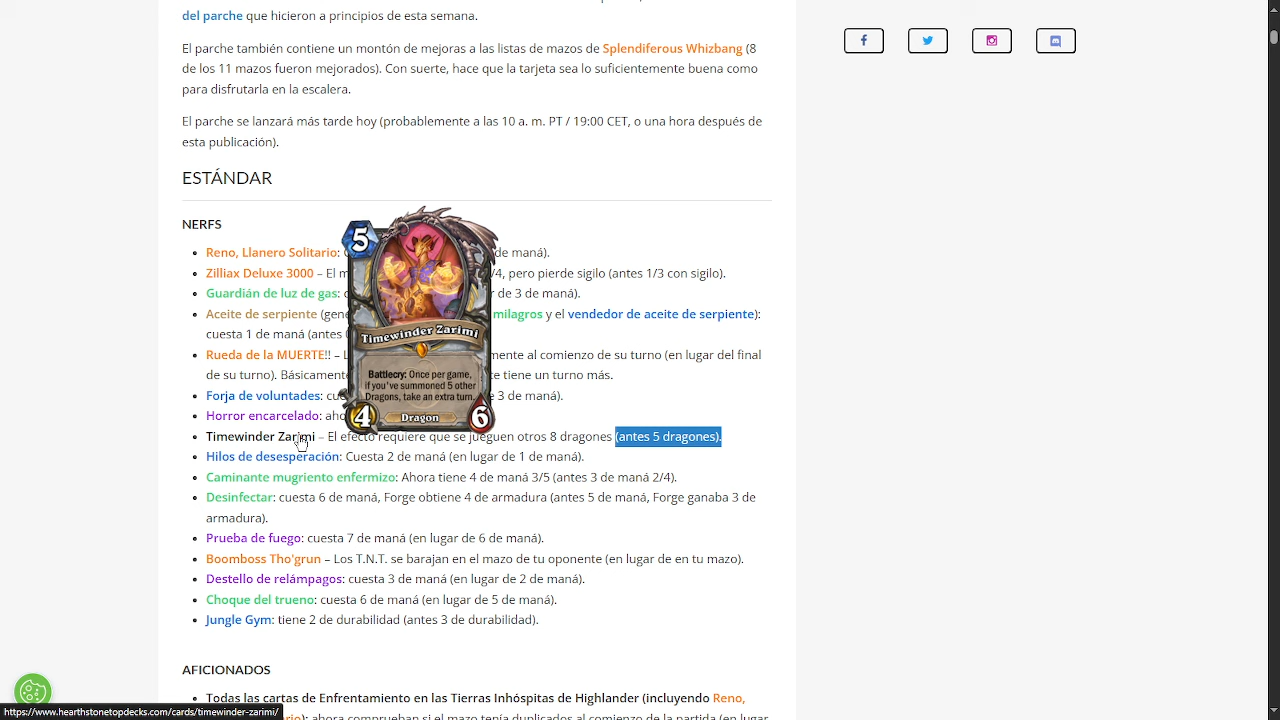 del parche que hicieron a principios de esta semana.
El parche también contiene un montón de mejoras a las listas de mazos de Splendiferous Whizbang (8
de los 11 mazos fueron mejorados). Con suerte, hace que la tarjeta sea lo suficientemente buena como
para disfrutarla en la escalera.
El parche se lanzará más tarde hoy (probablemente a las 10 a. m. PT / 19:00 CET, o una hora después de
esta publicación).
ESTÁNDAR
NERFS
Reno, Llanero Solitario: de maná).
Zilliax Deluxe 3000 – El /4, pero pierde sigilo (antes 1/3 con sigilo).
Guardián de luz de gas: r de 3 de maná).
Aceite de serpiente milagros y el vendedor de aceite de serpiente):
cuesta 1 de maná (antes
Rueda de la MUERTE!! – mente al comienzo de su turno (en lugar del final
de su turno). Básicamente te tiene un turno más.
Forja de voluntades: e 3 de maná).
Horror encarcelado:
Timewinder Zarimi – El efecto requiere que se jueguen otros 8 dragones (antes 5 dragones).
Hilos de desesperación: Cuesta 2 de maná (en lugar de 1 de maná).
Caminante mugriento enfermizo: Ahora tiene 4 de maná 3/5 (antes 3 de maná 2/4).
Desinfectar: cuesta 6 de maná, Forge obtiene 4 de armadura (antes 5 de maná, Forge ganaba 3 de
armadura).
Prueba de fuego: cuesta 7 de maná (en lugar de 6 de maná).
Boomboss Tho'grun – Los T.N.T. se barajan en el mazo de tu oponente (en lugar de en tu mazo).
Destello de relámpagos: cuesta 3 de maná (en lugar de 2 de maná).
Choque del trueno: cuesta 6 de maná (en lugar de 5 de maná).
Jungle Gym: tiene 2 de durabilidad (antes 3 de durabilidad).
5
Timewinder Zarimi
Battlecry: Once per game,
if you've summoned 5 other
Dragons, take an extra turn.
4
Dragon
6
AFICIONADOS
Todas las cartas de Enfrentamiento en las Tierras Inhóspitas de Highlander (incluyendo Reno,
ario): ahora comprueban si el mazo tenía duplicados al comienzo de la partida (en lugar
https://www.hearthstonetopdecks.com/cards/timewinder-zarimi/